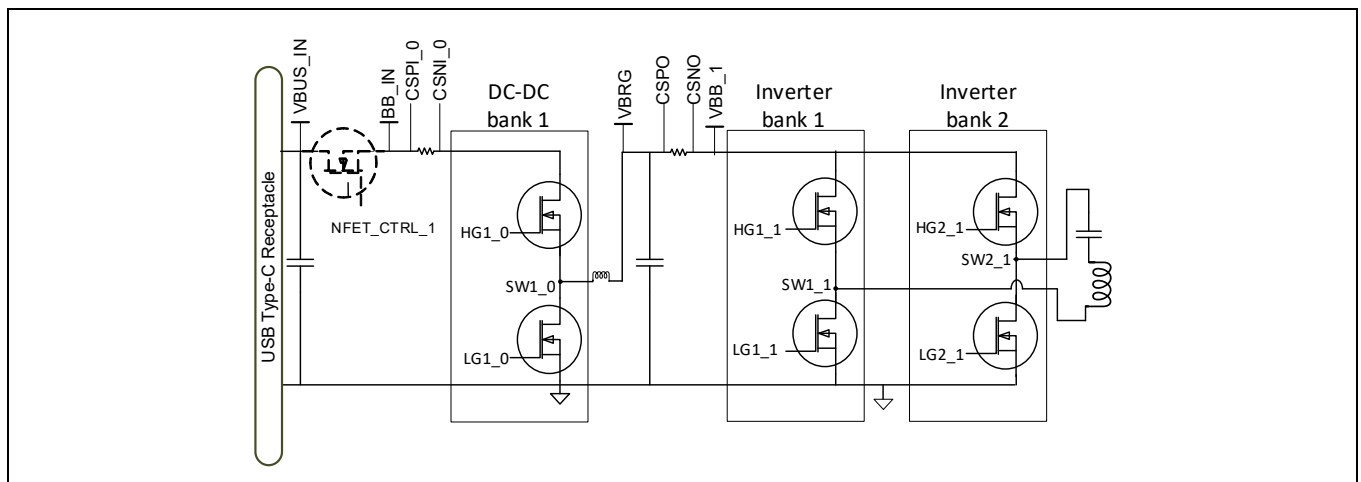 USB Type-C Receptacle
VBUS_IN
BB_IN
CSPI_0
CSNI_0
NFET_CTRL_1
DC-DC
bank 1
HG1_0
SW1_0
LG1_0
VBRG
CSPO
CSNO
VBB_1
Inverter
bank 1
HG1_1
SW1_1
LG1_1
Inverter
bank 2
HG2_1
SW2_1
LG2_1